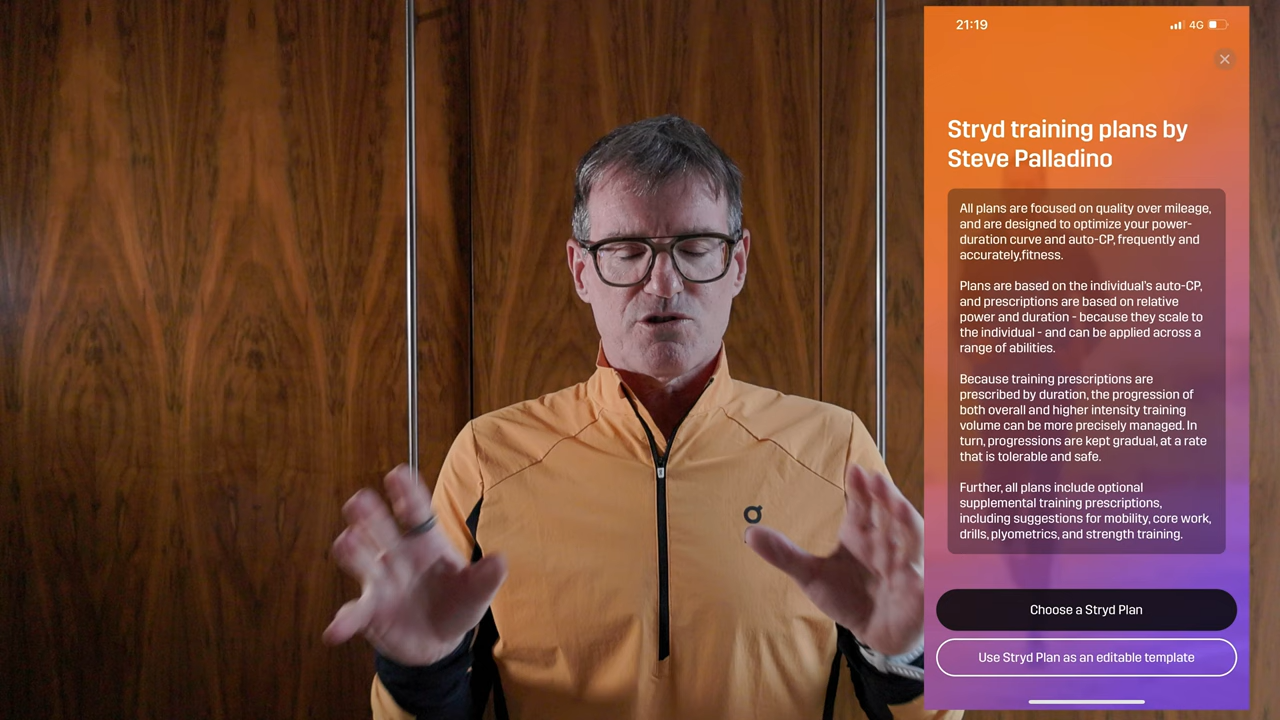 21:19
4G
Stryd training plans by
Steve Palladino
All plans are focused on quality over mileage,
and are designed to optimize your power-
duration curve and auto-CP, frequently and
accurately,fitness.
Plans are based on the individual's auto-CP,
and prescriptions are based on relative
power and duration - because they scale to
the individual - and can be applied across a
range of abilities.
Because training prescriptions are
prescribed by duration, the progression of
both overall and higher intensity training
volume can be more precisely managed. In
turn, progressions are kept gradual, at a rate
that is tolerable and safe.
Further, all plans include optional
supplemental training prescriptions,
including suggestions for mobility, core work,
drills, plyometrics, and strength training.
Choose a Stryd Plan
Use Stryd Plan as an editable template